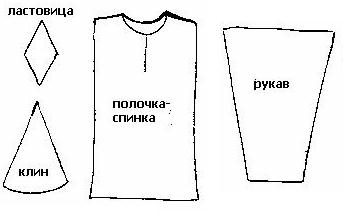 ластовица
клин
полочка-
спинка
рукав